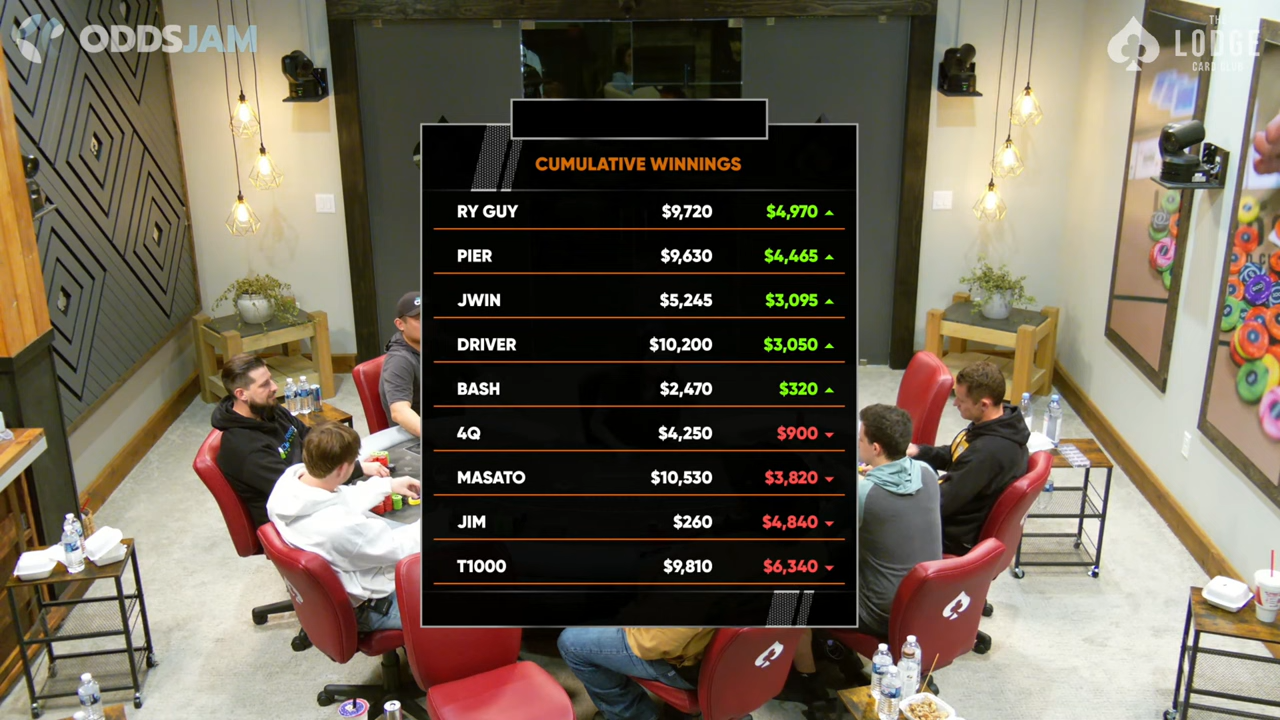 ODDSJAM
THE
LODGE
CARD CLUB
CUMULATIVE WINNINGS
RY GUY $9,720 $4,970
PIER $9,630 $4,465
JWIN $5,245 $3,095
DRIVER $10,200 $3,050
BASH $2,470 $320
4Q $4,250 $900
MASATO $10,530 $3,820
JIM $260 $4,840
T1000 $9,810 $6,340